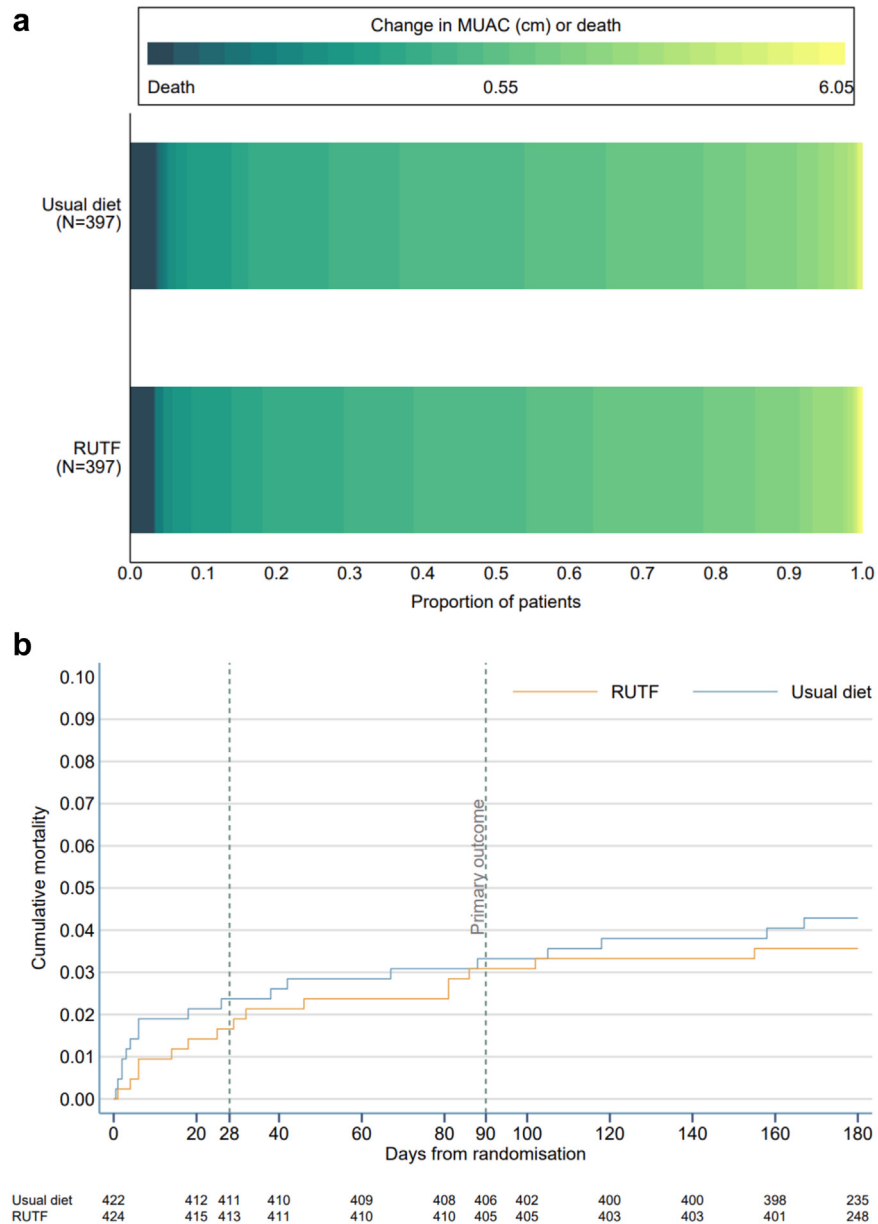 a
Change in MUAC (cm) or death
Death 0.55 6.05
Usual diet
(N=397)
RUTF
(N=397)
0.0 0.1 0.2 0.3 0.4 0.5 0.6 0.7 0.8 0.9 1.0
Proportion of patients
b
RUTF Usual diet
0.10
0.09
0.08
0.07
0.06
0.05
0.04
0.03
0.02
0.01
0.00
Cumulative mortality
Primary outcome
0 20 28 40 60 80 90 100 120 140 160 180
Days from randomisation
Usual diet 422 412 411 410 409 408 406 402 400 400 398 235
RUTF 424 415 413 411 410 410 405 405 403 403 401 248